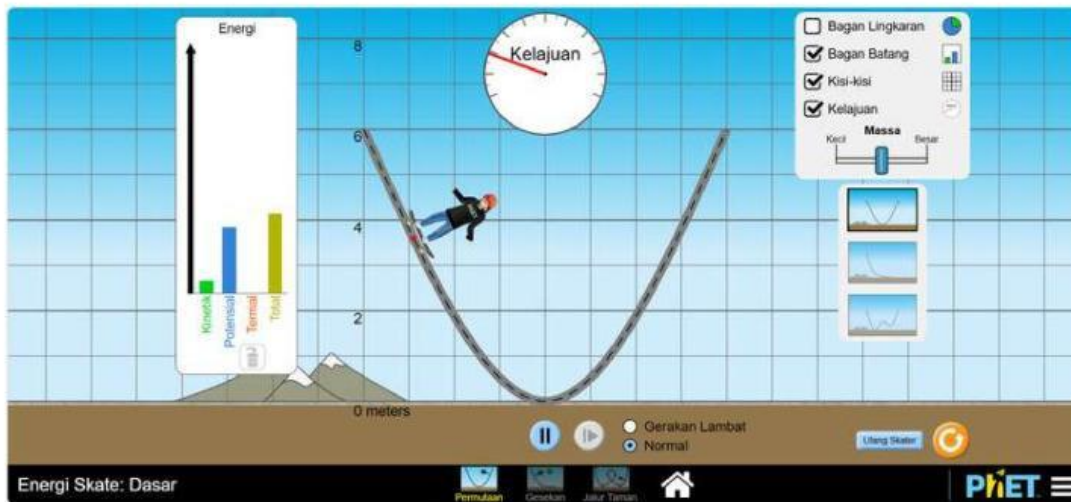 Energi
Kinetik
Potensial
Termal
Total
Kelajuan
8
6
4
2
0 meters
Bagan Lingkaran
Bagan Batang
Kisi-kisi
Kelajuan
Massa
Kecil
Besar
Gerakan Lambat
Normal
Ulang Skater
Energi Skate: Dasar
Permulaan
Gesekan
Jalur Taman
PhET